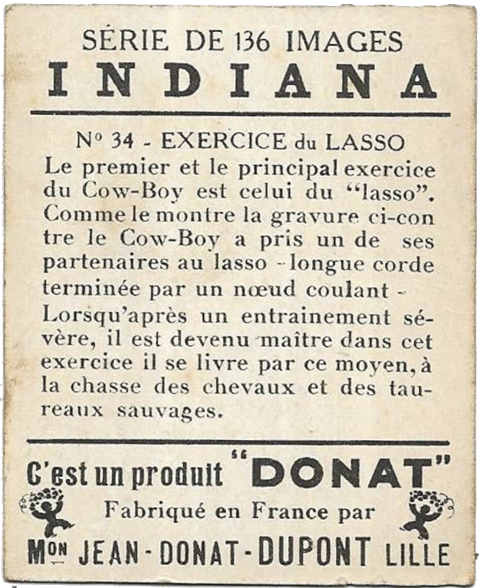 SÉRIE DE 136 IMAGES
INDIANA
Nº 34 - EXERCICE du LASSO
Le premier et le principal exercice
du Cow-Boy est celui du "lasso".
Comme le montre la gravure ci-con
tre le Cow-Boy a pris un de ses
partenaires au lasso - longue corde
terminée par un nœud coulant -
Lorsqu'après un entrainement sé-
vère, il est devenu maître dans cet
exercice il se livre par ce moyen, à
la chasse des chevaux et des tau-
reaux sauvages.
C'est un produit "DONAT"
Fabriqué en France par
Mon JEAN-DONAT-DUPONT LILLE